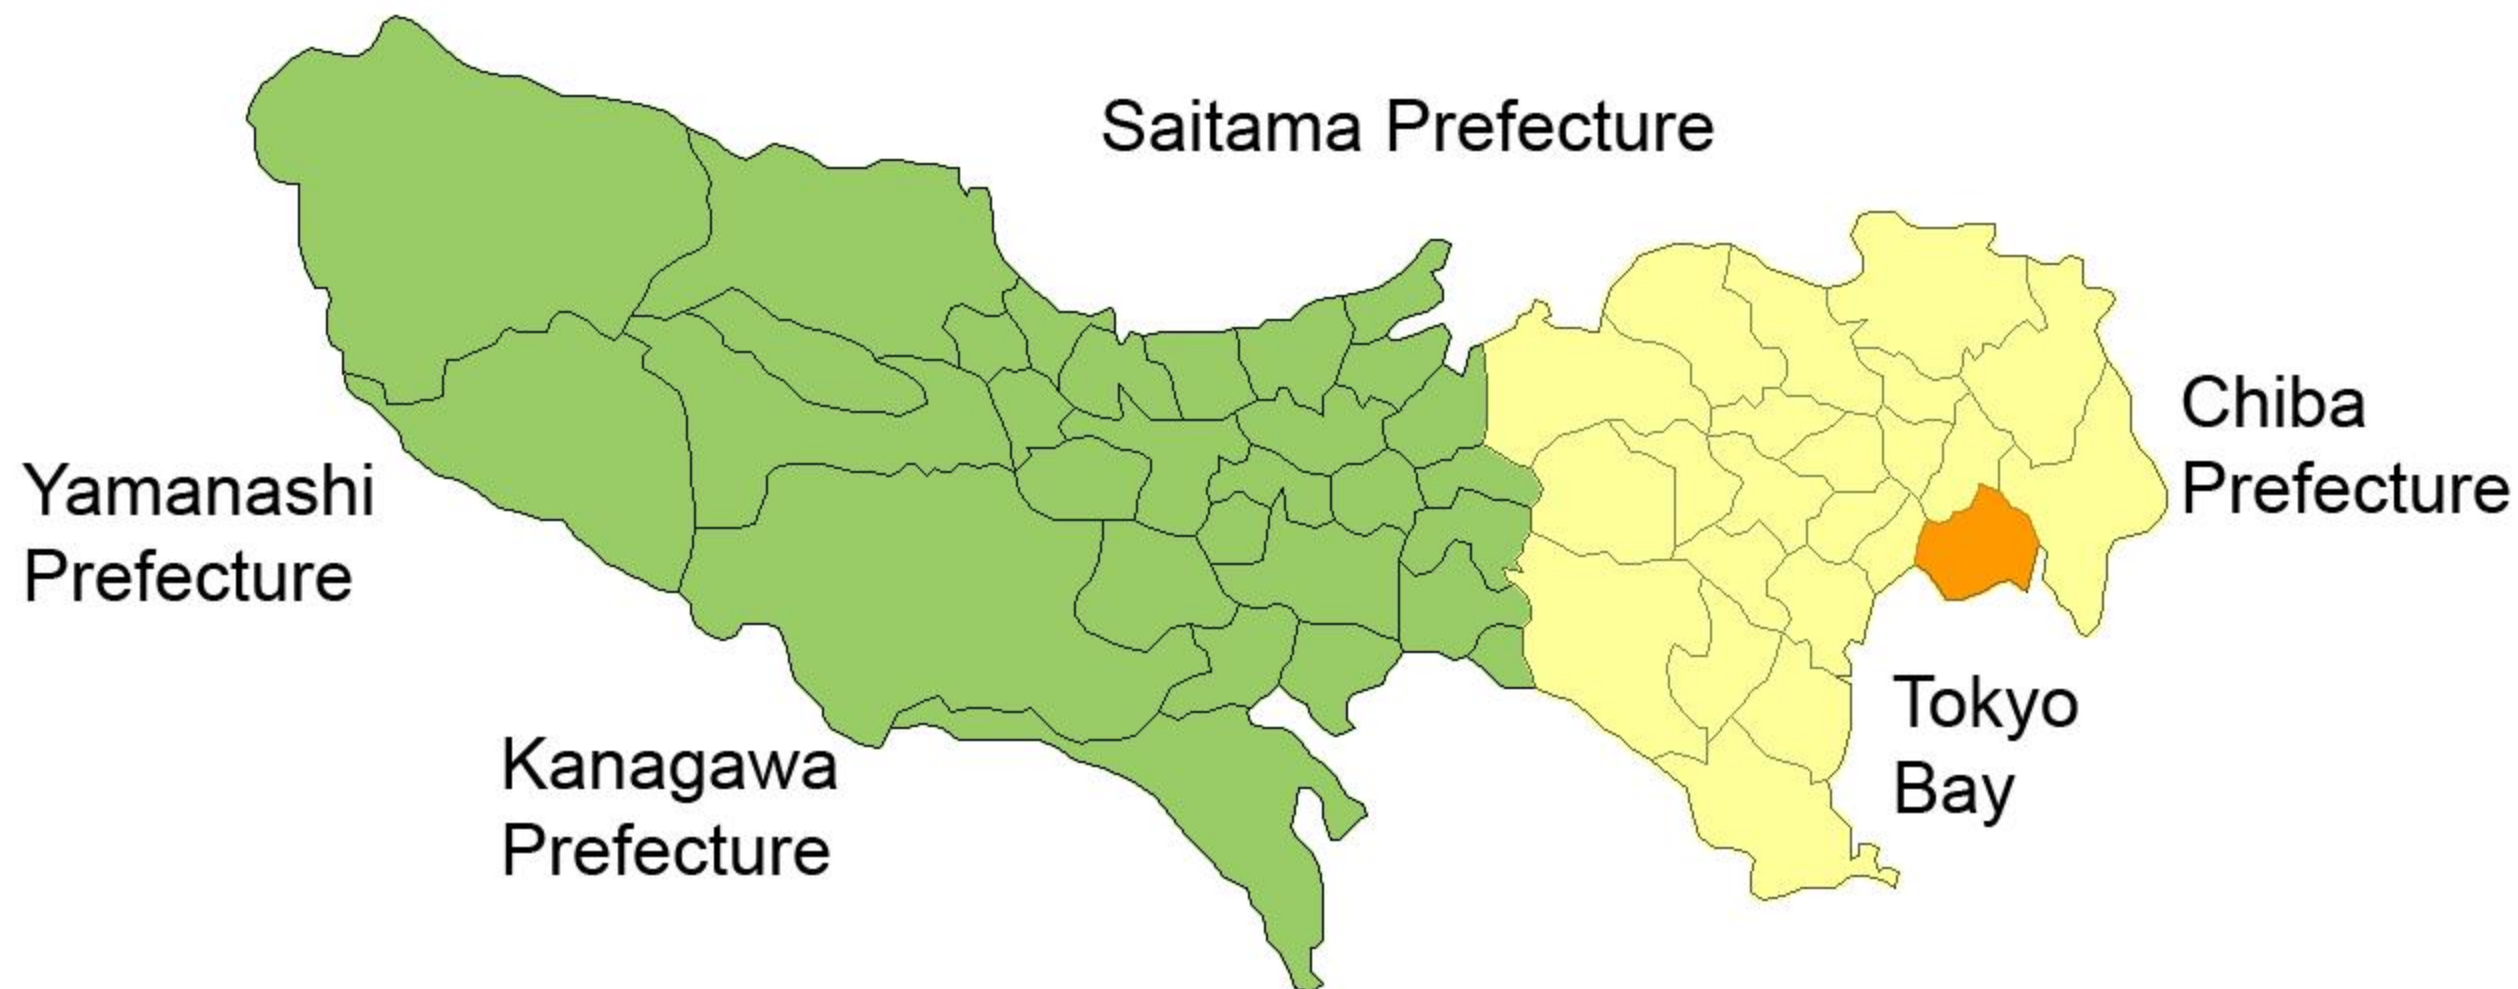 Saitama Prefecture
Chiba
Prefecture
Yamanashi
Prefecture
Tokyo
Bay
Kanagawa
Prefecture